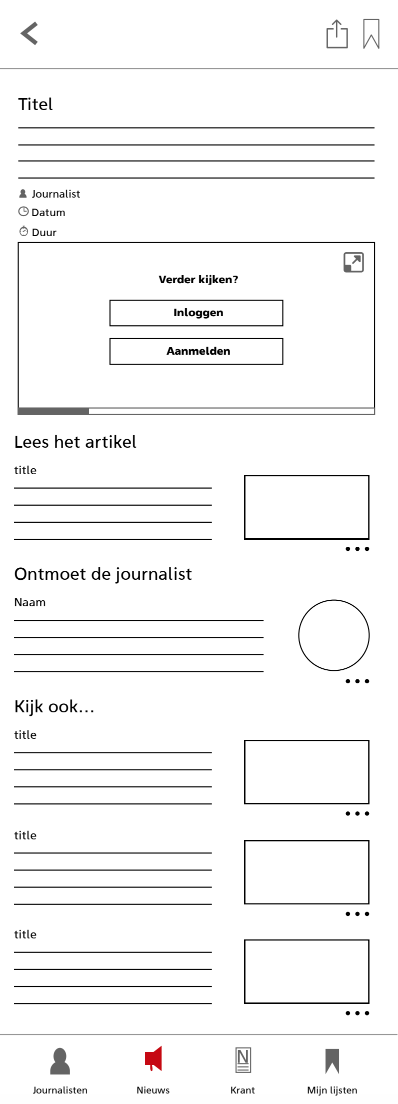 Titel
Journalist
Datum
Duur
Verder kijken?
Inloggen
Aanmelden
Lees het artikel
title
Ontmoet de journalist
Naam
Kijk ook...
title
title
title
N
Journalisten
Nieuws
Krant
Mijn lijsten